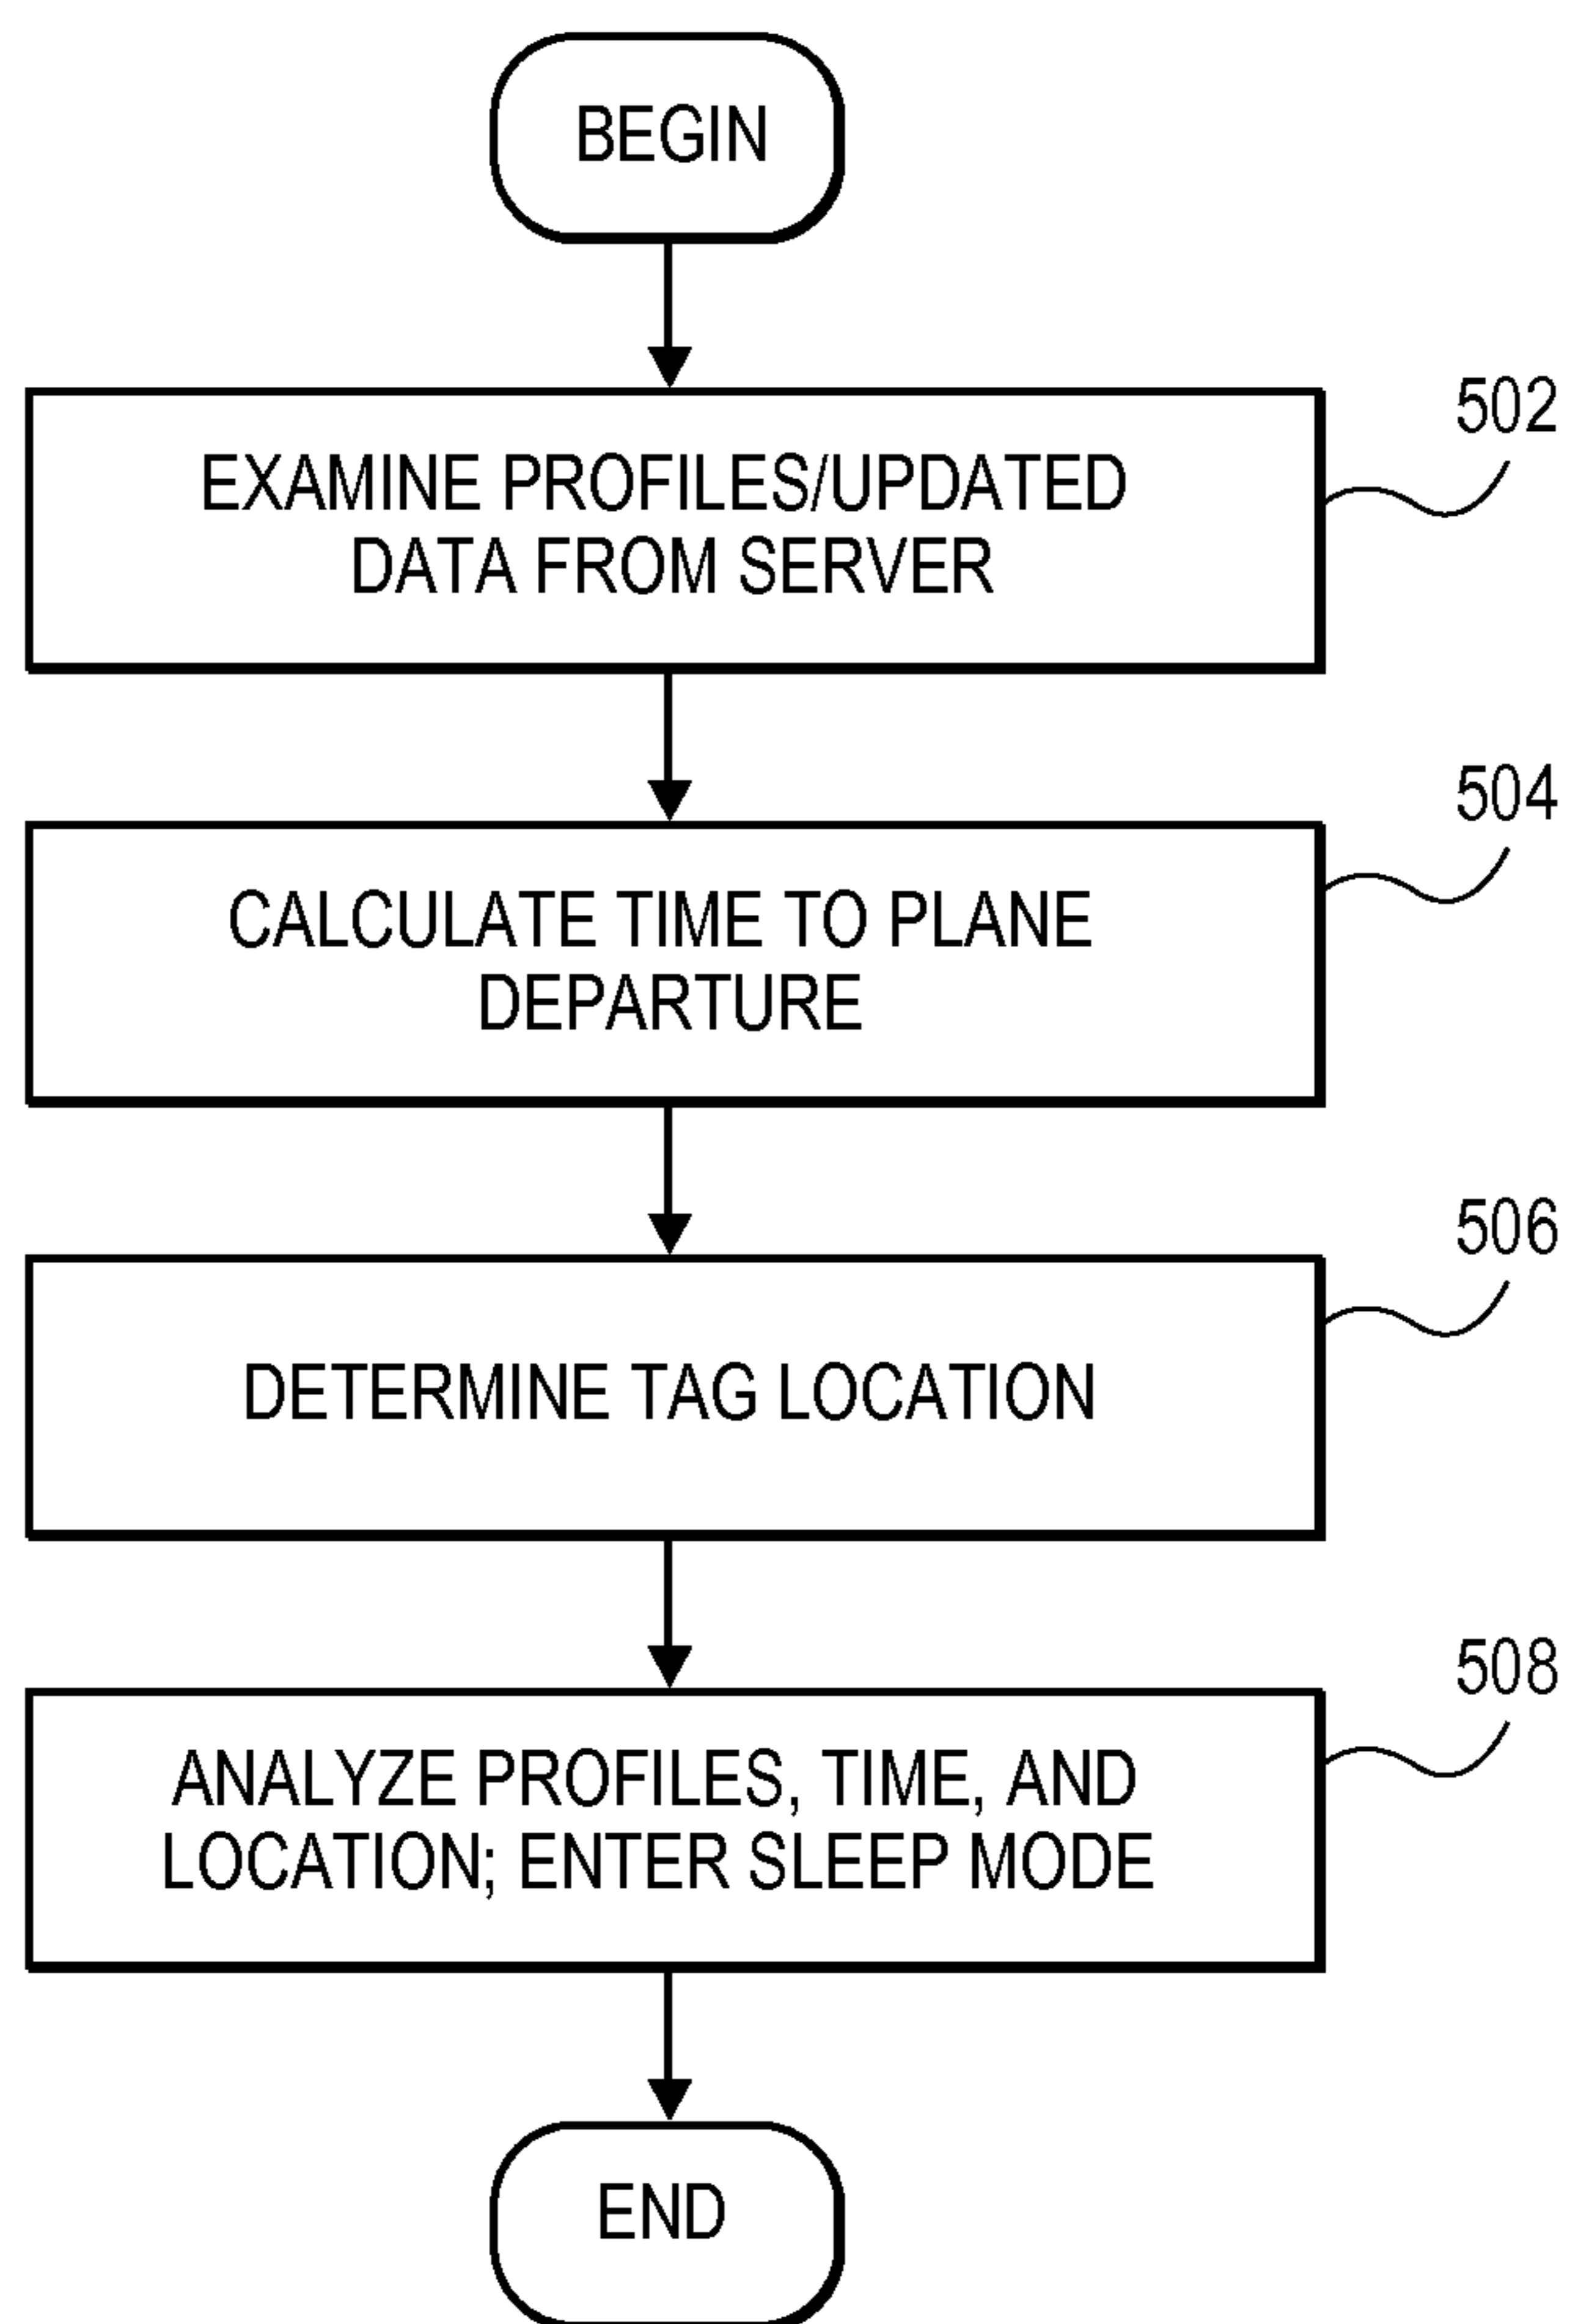 BEGIN
502
EXAMINE PROFILES/UPDATED
DATA FROM SERVER
504
CALCULATE TIME TO PLANE
DEPARTURE
506
DETERMINE TAG LOCATION
508
ANALYZE PROFILES, TIME, AND
LOCATION; ENTER SLEEP MODE
END